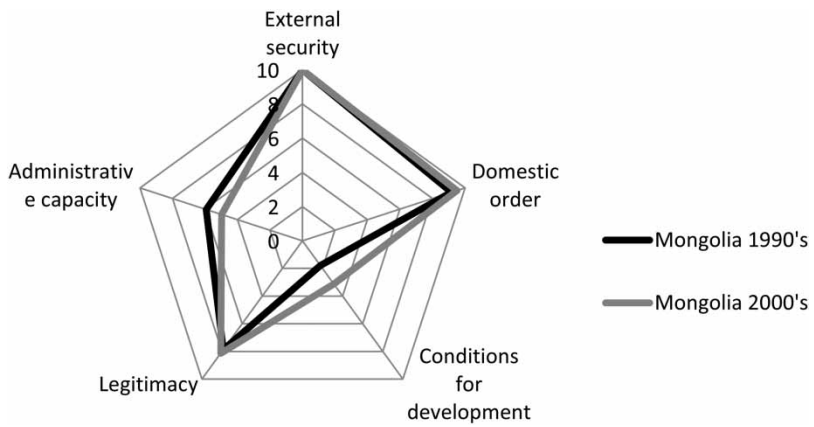 External
security
10
8
6
4
2
0
Administrativ
e capacity
Domestic
order
Legitimacy
Conditions
for
development
Mongolia 1990's
Mongolia 2000's